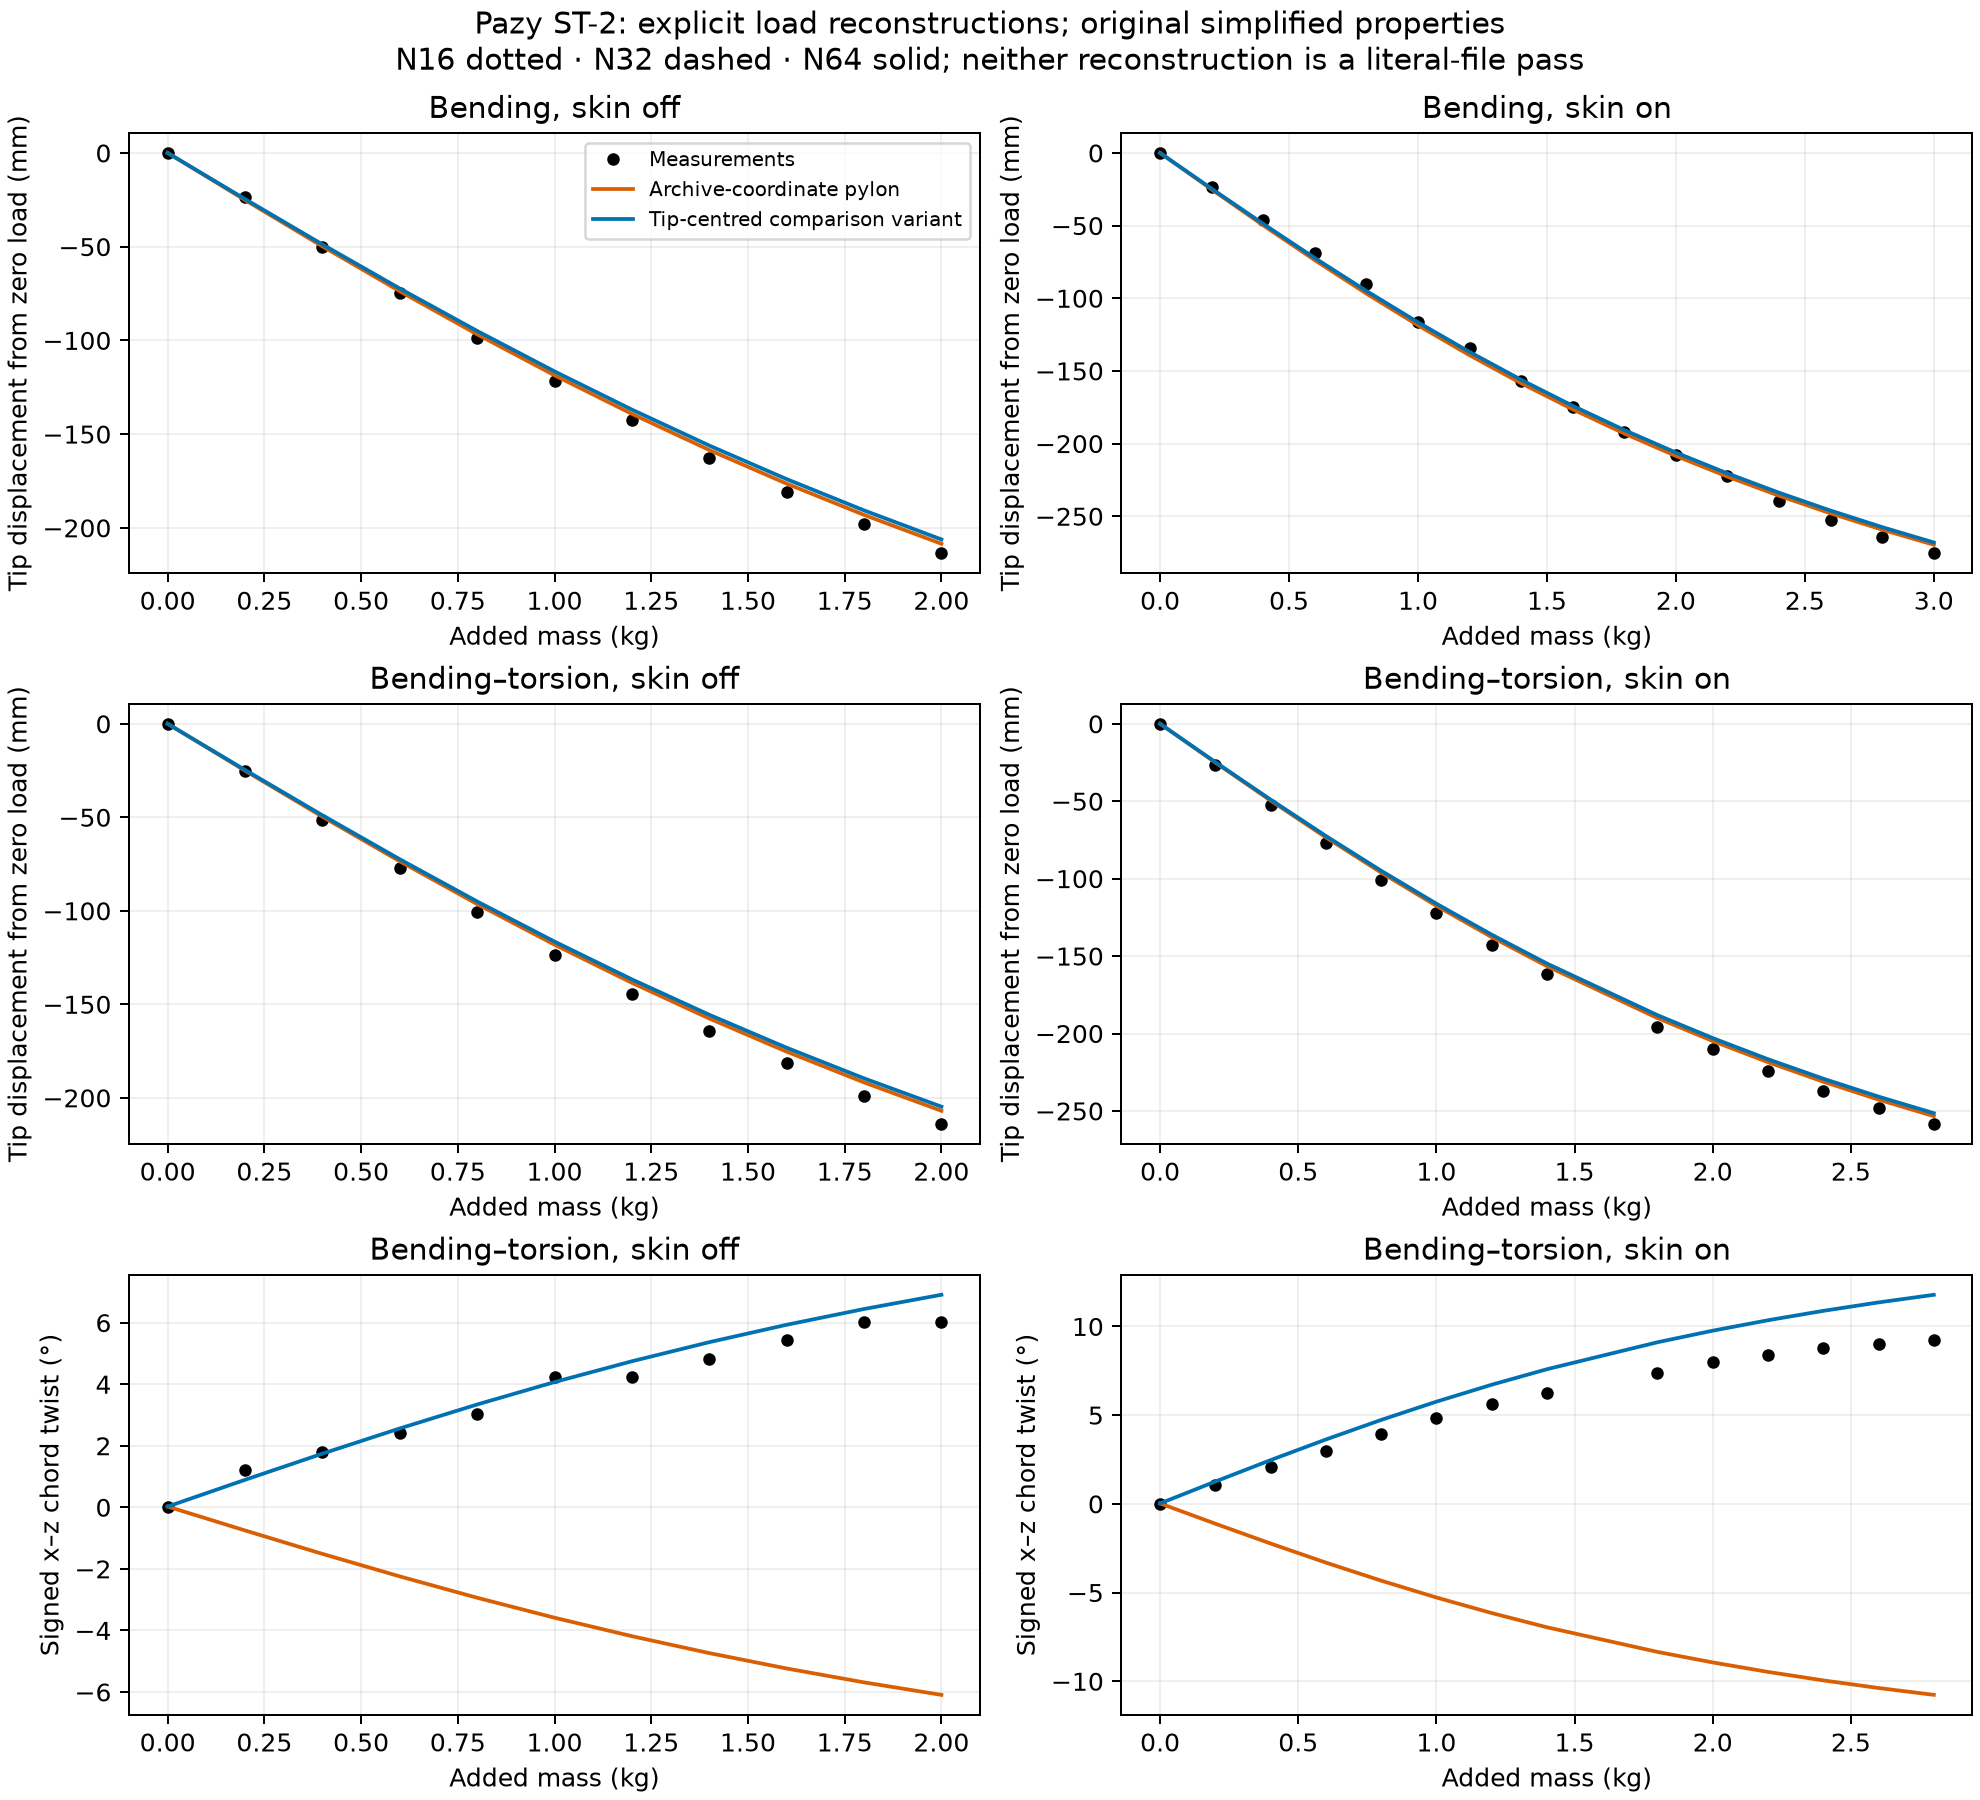 Pazy ST-2: explicit load reconstructions; original simplified properties
N16 dotted · N32 dashed · N64 solid; neither reconstruction is a literal-file pass
Bending, skin off
Tip displacement from zero load (mm)
0
−50
−100
−150
−200
Measurements
Archive-coordinate pylon
Tip-centred comparison variant
0.00 0.25 0.50 0.75 1.00 1.25 1.50 1.75 2.00
Added mass (kg)
Bending, skin on
Tip displacement from zero load (mm)
0
−50
−100
−150
−200
−250
0.0 0.5 1.0 1.5 2.0 2.5 3.0
Added mass (kg)
Bending–torsion, skin off
Tip displacement from zero load (mm)
0
−50
−100
−150
−200
0.00 0.25 0.50 0.75 1.00 1.25 1.50 1.75 2.00
Added mass (kg)
Bending–torsion, skin on
Tip displacement from zero load (mm)
0
−50
−100
−150
−200
−250
0.0 0.5 1.0 1.5 2.0 2.5
Added mass (kg)
Bending–torsion, skin off
Signed x–z chord twist (°)
6
4
2
0
−2
−4
−6
0.00 0.25 0.50 0.75 1.00 1.25 1.50 1.75 2.00
Added mass (kg)
Bending–torsion, skin on
Signed x–z chord twist (°)
10
5
0
−5
−10
0.0 0.5 1.0 1.5 2.0 2.5
Added mass (kg)